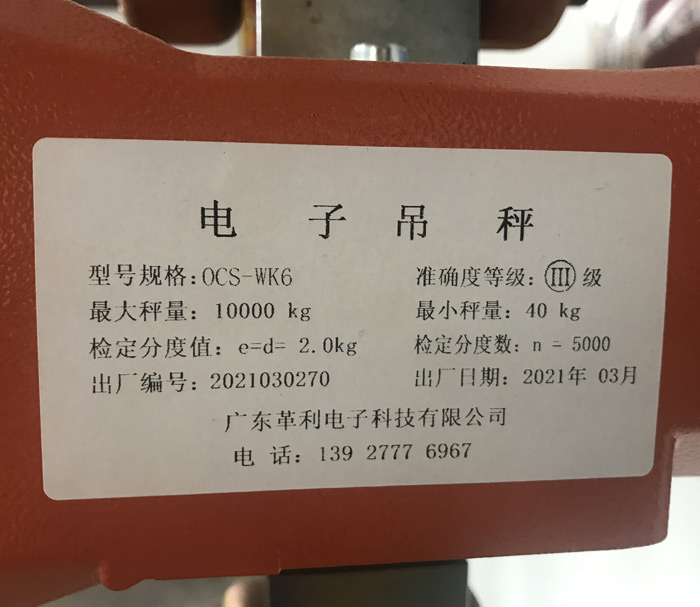 电子吊秤
型号规格:OCS-WK6 准确度等级:Ⅲ级
最大秤量: 10000 kg 最小秤量: 40 kg
检定分度值: e=d= 2.0kg 检定分度数: n = 5000
出厂编号: 2021030270 出厂日期: 2021年 03月
广东革利电子科技有限公司
电 话: 139 2777 6967